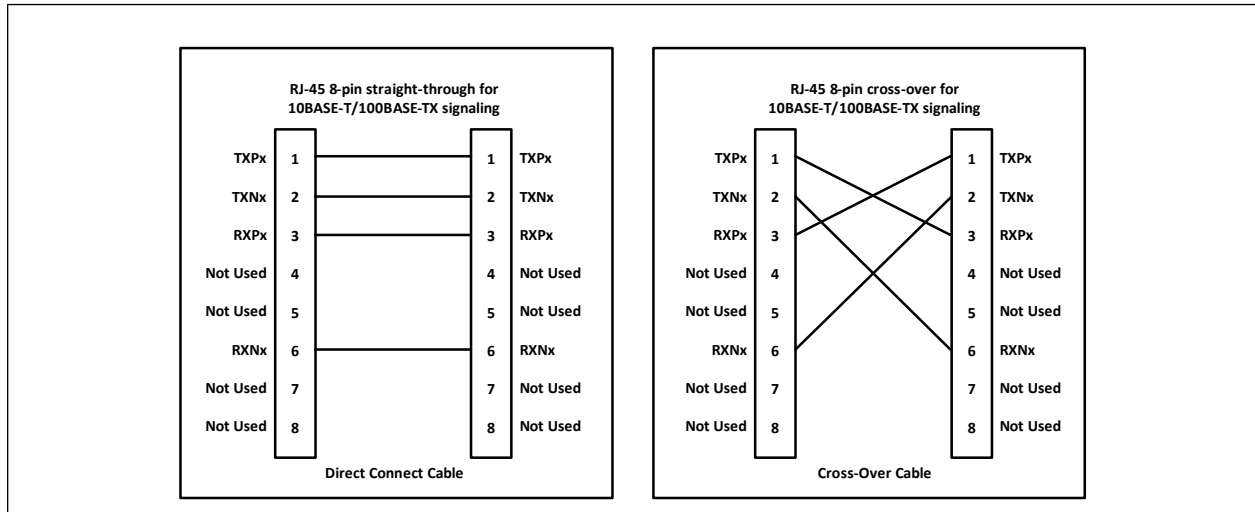 RJ-45 8-pin straight-through for
10BASE-T/100BASE-TX signaling
TXPx 1 1 TXPx
TXNx 2 2 TXNx
RXPx 3 3 RXPx
Not Used 4 4 Not Used
Not Used 5 5 Not Used
RXNx 6 6 RXNx
Not Used 7 7 Not Used
Not Used 8 8 Not Used
Direct Connect Cable
RJ-45 8-pin cross-over for
10BASE-T/100BASE-TX signaling
TXPx 1 1 TXPx
TXNx 2 2 TXNx
RXPx 3 3 RXPx
Not Used 4 4 Not Used
Not Used 5 5 Not Used
RXNx 6 6 RXNx
Not Used 7 7 Not Used
Not Used 8 8 Not Used
Cross-Over Cable